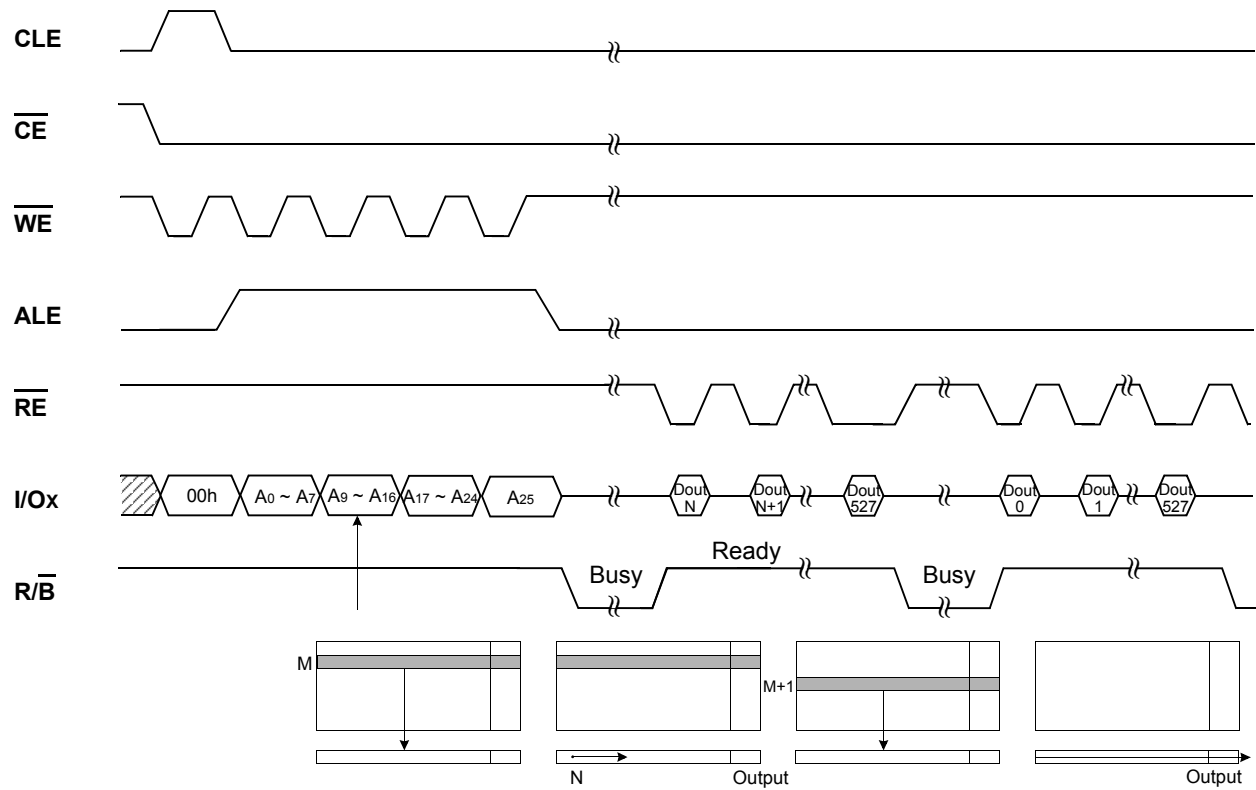 CLE
CE
WE
ALE
RE
I/Ox
00h
A0 ~ A7
A9 ~ A16
A17 ~ A24
A25
Dout
N
Dout
N+1
Dout
527
Dout
0
Dout
1
Dout
527
R/B
Busy
Ready
Busy
M
M+1
N
Output
Output